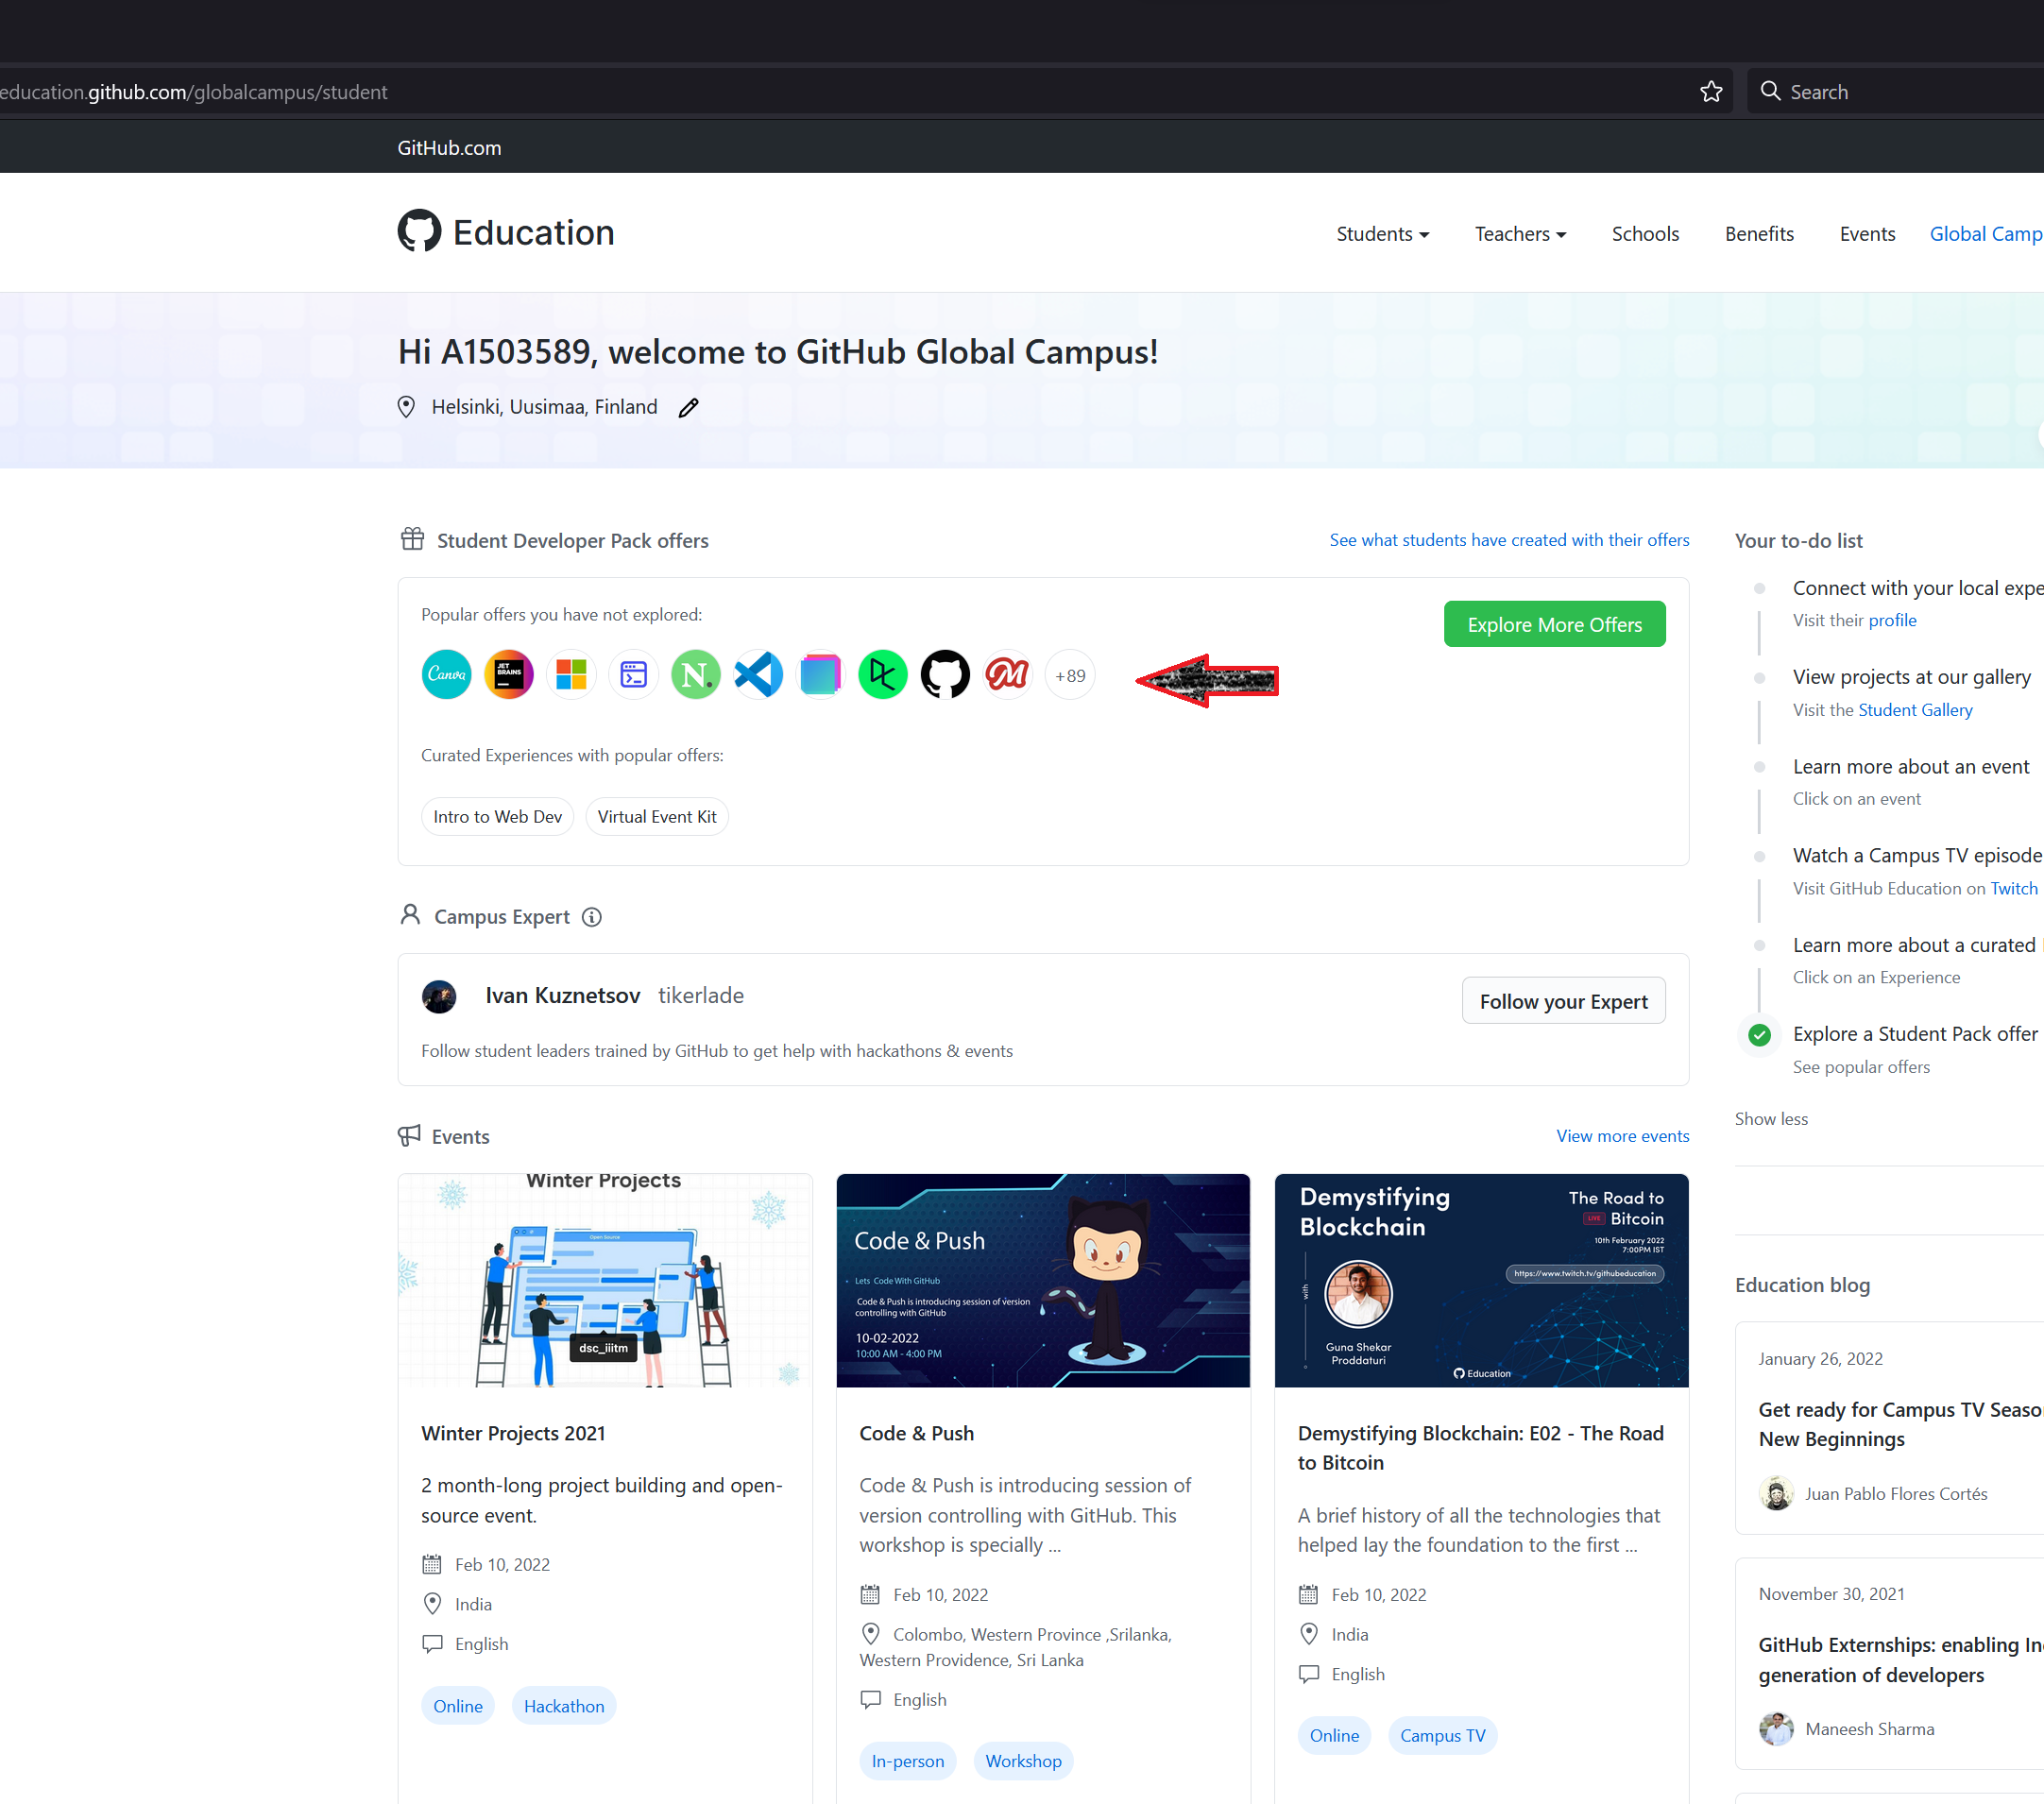 education.github.com/globalcampus/student
Search
GitHub.com
Education
Students
Teachers
Schools
Benefits
Events
Global Camp
Hi A1503589, welcome to GitHub Global Campus!
Helsinki, Uusimaa, Finland
Student Developer Pack offers
See what students have created with their offers
Popular offers you have not explored:
Explore More Offers
Canva
JET
BRAINS
N.
M
+89
Curated Experiences with popular offers:
Intro to Web Dev
Virtual Event Kit
Campus Expert
Ivan Kuznetsov tikerlade
Follow your Expert
Follow student leaders trained by GitHub to get help with hackathons & events
Events
View more events
Winter Projects
Open Source
dsc_iiitm
Winter Projects 2021
2 month-long project building and open-
source event.
Feb 10, 2022
India
English
Online
Hackathon
Code & Push
Lets Code With GitHub
Code & Push is introducing session of version
controlling with GitHub
10-02-2022
10:00 AM - 4:00 PM
Code & Push
Code & Push is introducing session of
version controlling with GitHub. This
workshop is specially ...
Feb 10, 2022
Colombo, Western Province ,Srilanka,
Western Providence, Sri Lanka
English
In-person
Workshop
Demystifying
Blockchain
The Road to
LIVE Bitcoin
10th February 2022
7:00PM IST
https://www.twitch.tv/githubeducation
with
Guna Shekar
Proddaturi
Education
Demystifying Blockchain: E02 - The Road
to Bitcoin
A brief history of all the technologies that
helped lay the foundation to the first ...
Feb 10, 2022
India
English
Online
Campus TV
Your to-do list
Connect with your local expe
Visit their profile
View projects at our gallery
Visit the Student Gallery
Learn more about an event
Click on an event
Watch a Campus TV episode
Visit GitHub Education on Twitch
Learn more about a curated
Click on an Experience
Explore a Student Pack offer
See popular offers
Show less
Education blog
January 26, 2022
Get ready for Campus TV Seaso
New Beginnings
Juan Pablo Flores Cortés
November 30, 2021
GitHub Externships: enabling In
generation of developers
Maneesh Sharma